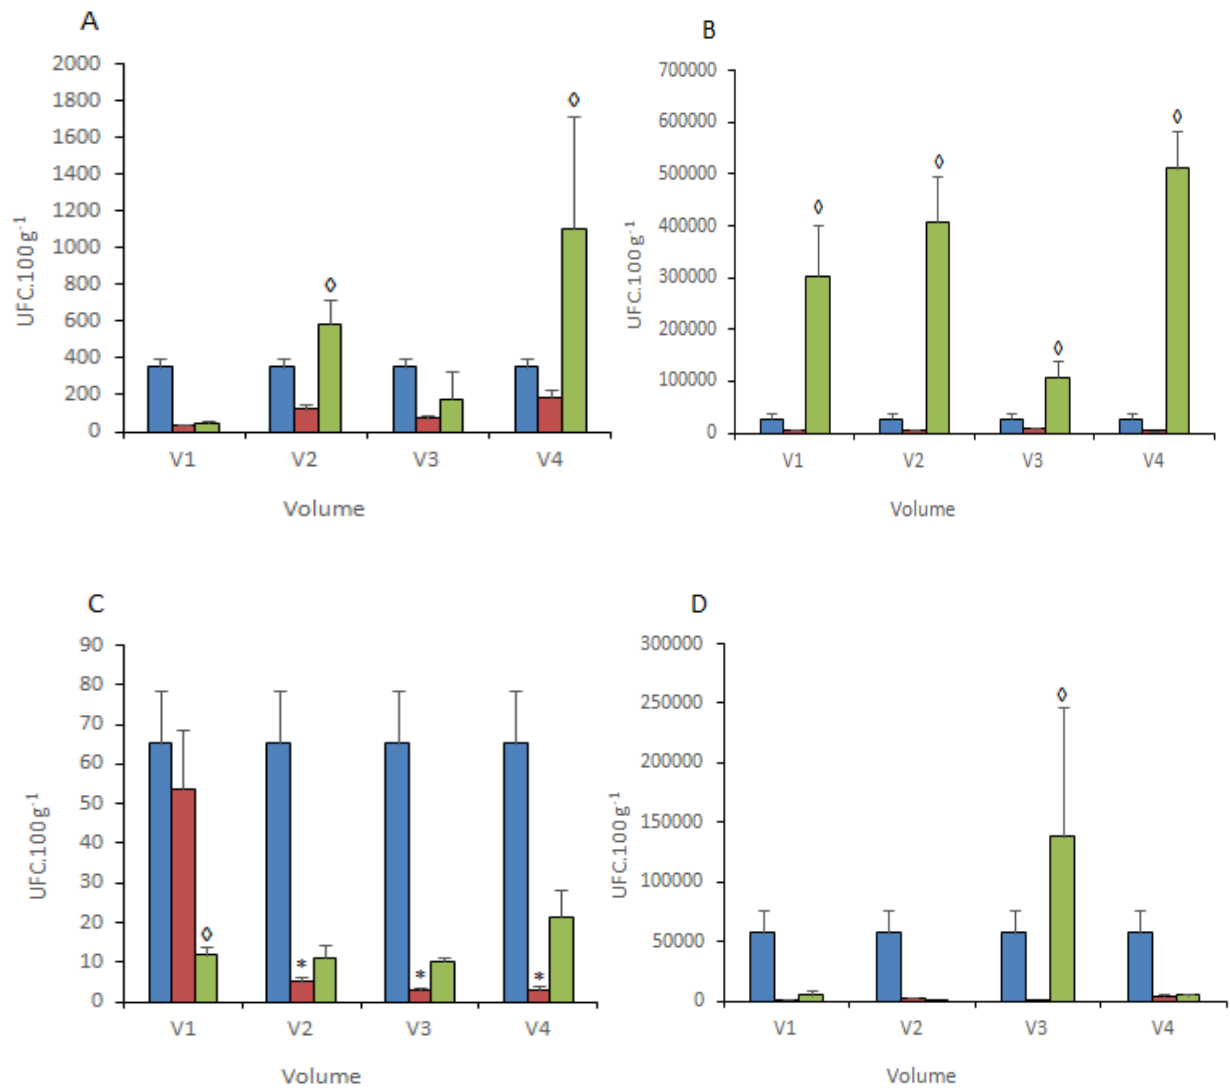 A
2000
1800
1600
1400
1200
1000
800
600
400
200
0
UFC.100g⁻¹
◊
◊
V1 V2 V3 V4
Volume
B
700000
600000
500000
400000
300000
200000
100000
0
UFC.100g⁻¹
◊
◊
◊
◊
V1 V2 V3 V4
Volume
C
90
80
70
60
50
40
30
20
10
0
UFC.100g⁻¹
◊
*
*
*
V1 V2 V3 V4
Volume
D
300000
250000
200000
150000
100000
50000
0
UFC.100g⁻¹
◊
V1 V2 V3 V4
Volume